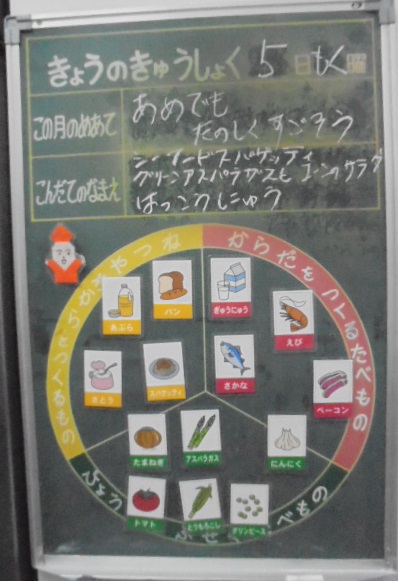 きょうのきゅうしょく 5日 もく曜
この月のめあて
あめでも
たのしくすごそう
こんだてのなまえ
シーフードスパゲッティ
グリーンアスパラガスとコーンのサラダ
はっこうにゅう
からだをつくるたべもの
パン
ぎゅうにゅう
あぶら
えび
さとう
スパゲッティ
さかな
ベーコン
たまねぎ
アスパラガス
にんにく
トマト
とうもろこし
グリンピース